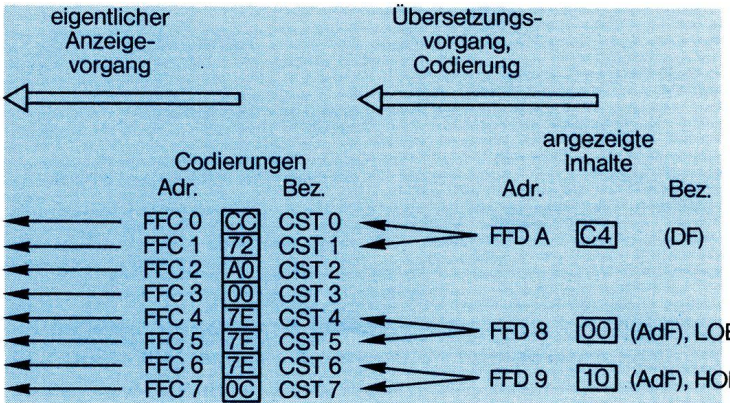 eigentlicher
Anzeige-
vorgang
Übersetzungs-
vorgang,
Codierung
angezeigte
Inhalte
Codierungen
Adr. Bez. Adr. Bez.
FFC 0 CC CST 0
FFC 1 72 CST 1
FFD A C4 (DF)
FFC 2 A0 CST 2
FFC 3 00 CST 3
FFC 4 7E CST 4
FFC 5 7E CST 5
FFD 8 00 (AdF), LOB
FFC 6 7E CST 6
FFC 7 0C CST 7
FFD 9 10 (AdF), HO